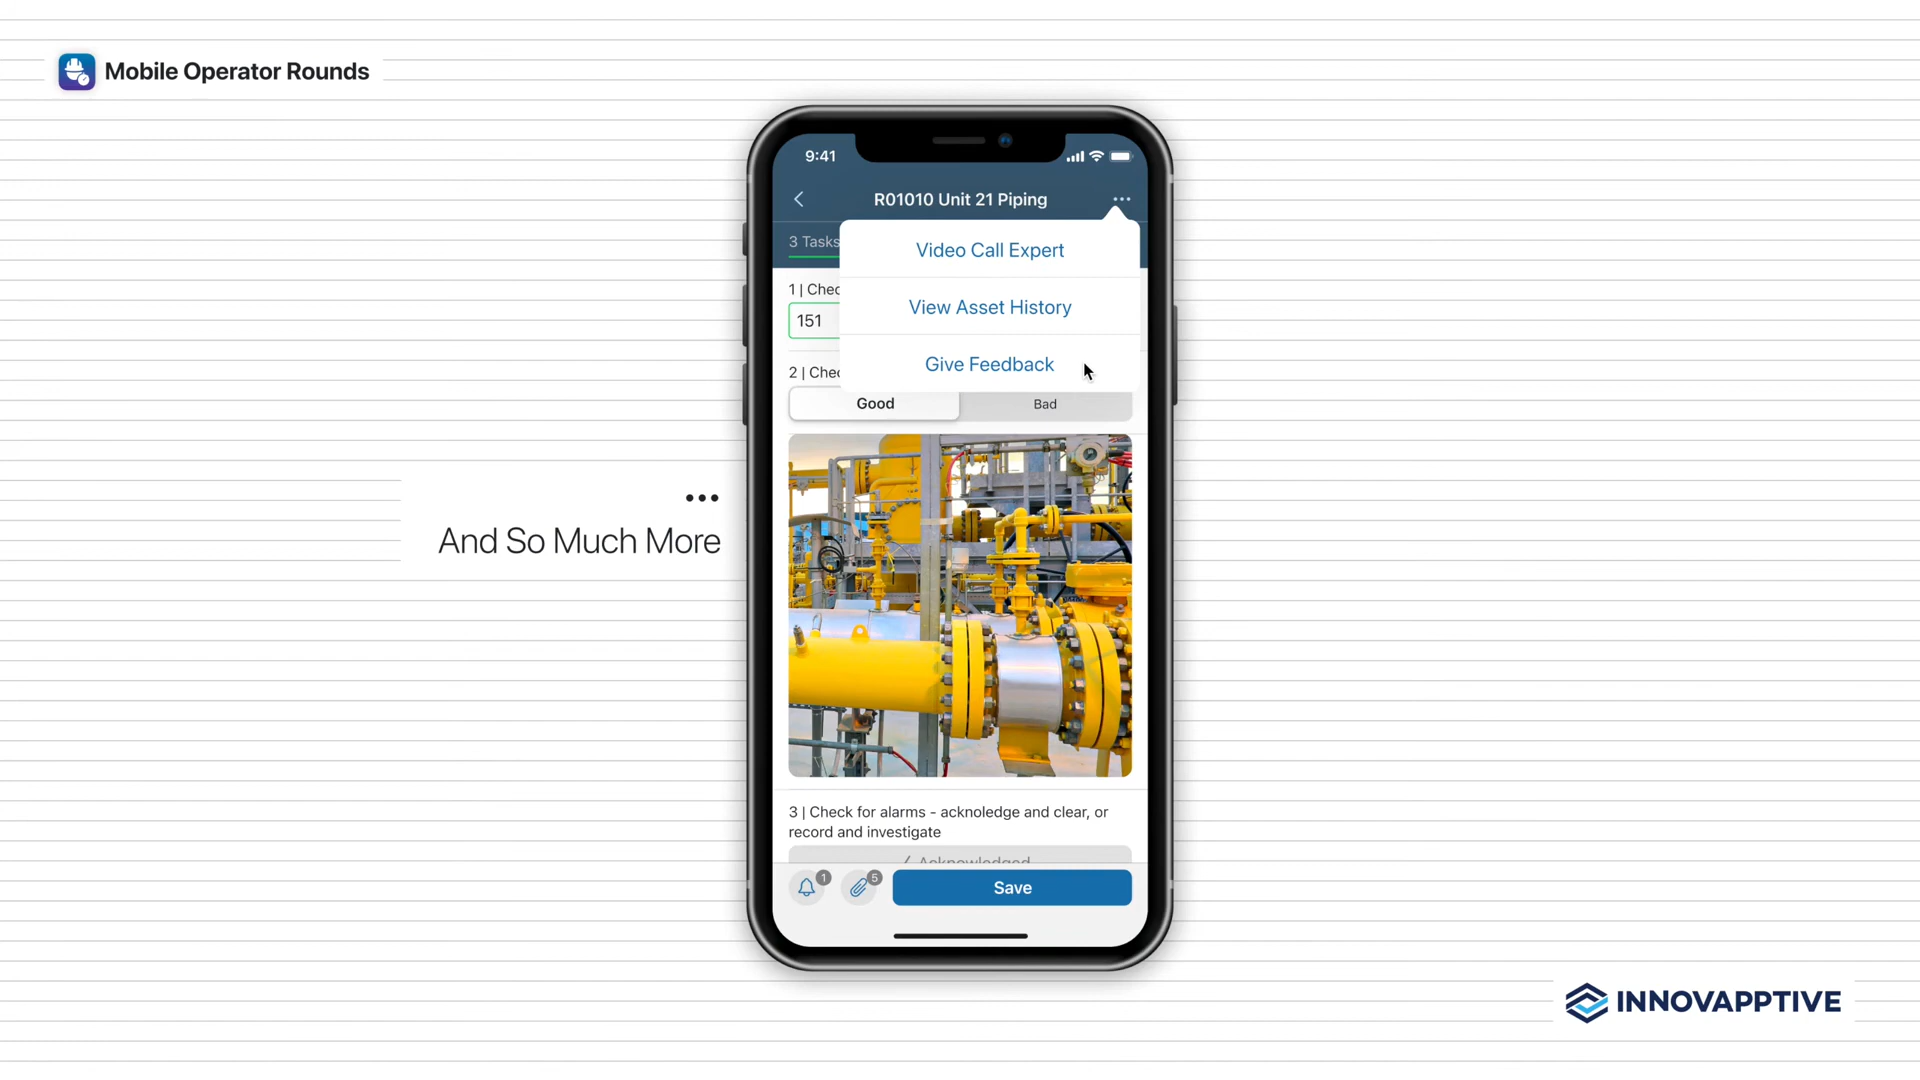 Mobile Operator Rounds
9:41
R01010 Unit 21 Piping
3 Tasks
Video Call Expert
1 | Chec
View Asset History
151
Give Feedback
2 | Chec
Good
Bad
...
And So Much More
3 | Check for alarms - acknoledge and clear, or
record and investigate
Acknowledged
1
5
Save
INNOVAPPTIVE